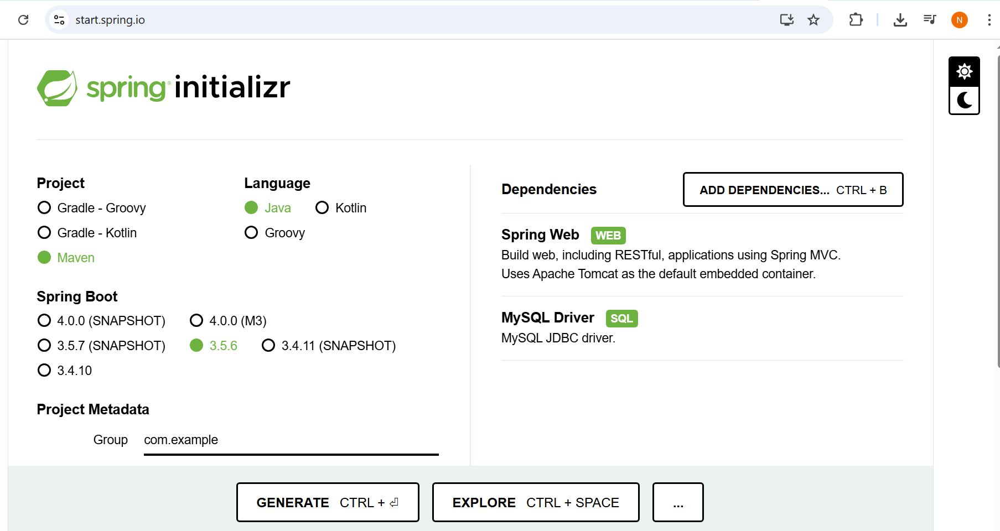 start.spring.io
N
spring® initializr
Project
Gradle - Groovy
Gradle - Kotlin
Maven
Language
Java Kotlin
Groovy
Spring Boot
4.0.0 (SNAPSHOT) 4.0.0 (M3)
3.5.7 (SNAPSHOT) 3.5.6 3.4.11 (SNAPSHOT)
3.4.10
Project Metadata
Group com.example
Dependencies
ADD DEPENDENCIES... CTRL + B
Spring Web WEB
Build web, including RESTful, applications using Spring MVC.
Uses Apache Tomcat as the default embedded container.
MySQL Driver SQL
MySQL JDBC driver.
GENERATE CTRL + ⏎
EXPLORE CTRL + SPACE
...